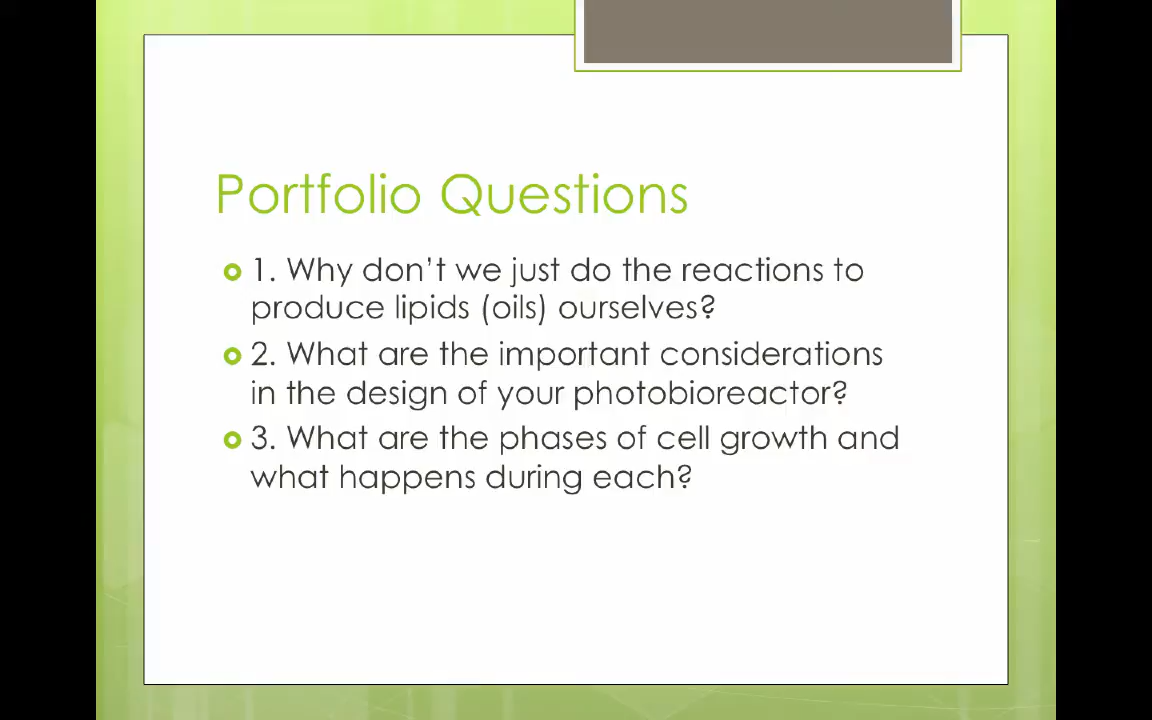 Portfolio Questions
1. Why don't we just do the reactions to
produce lipids (oils) ourselves?
2. What are the important considerations
in the design of your photobioreactor?
3. What are the phases of cell growth and
what happens during each?